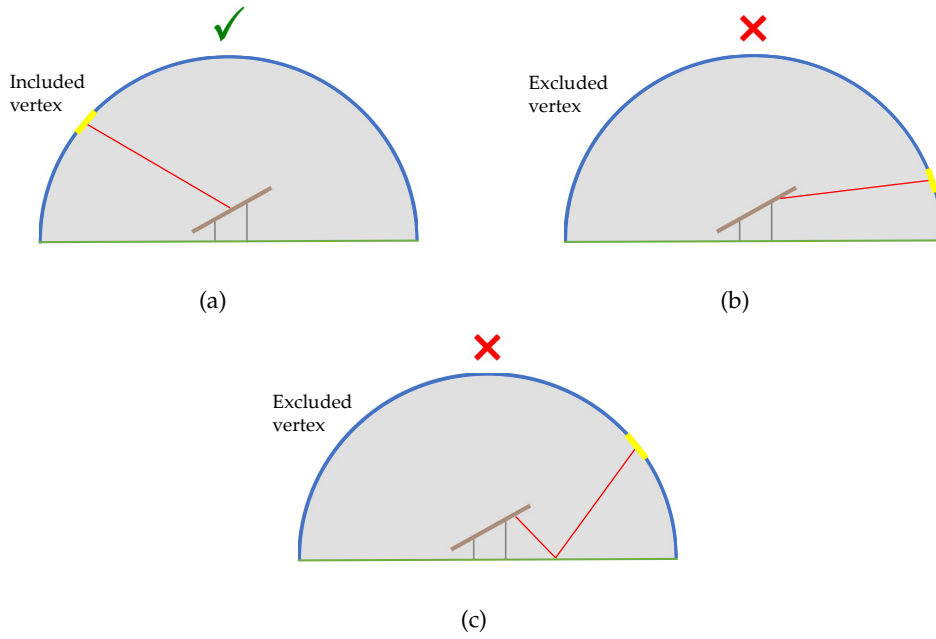 Included
vertex
Excluded
vertex
(a)
(b)
Excluded
vertex
(c)